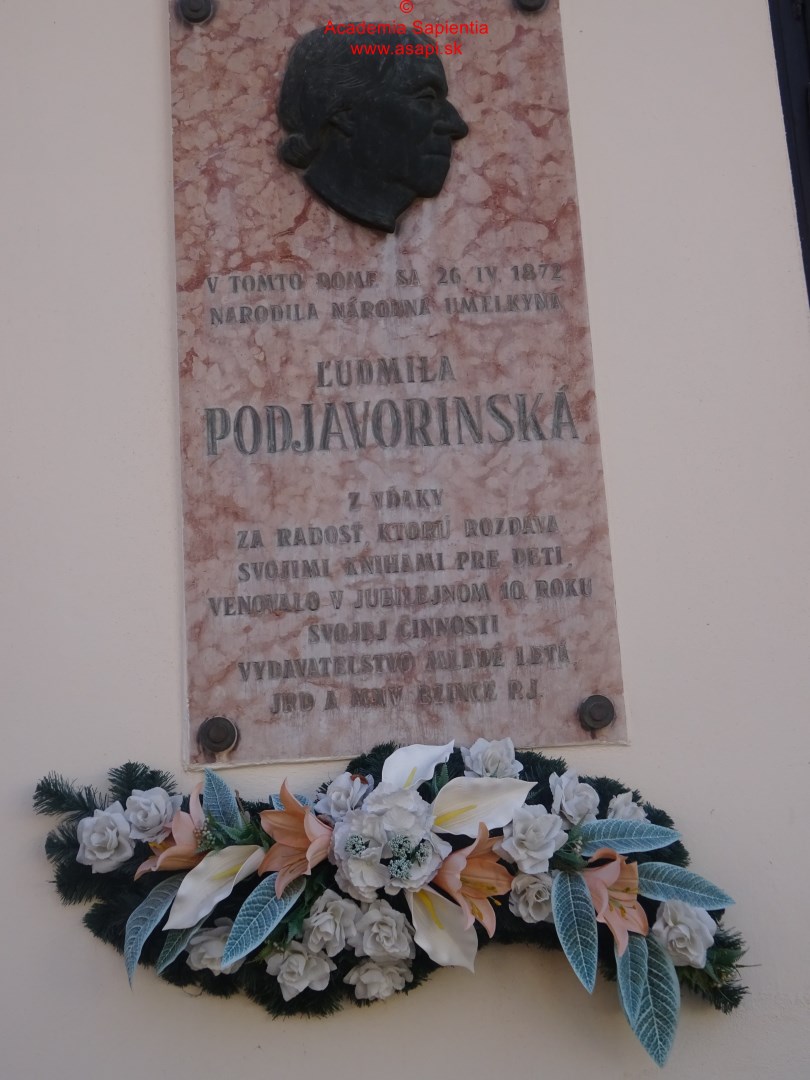 ©
Academia Sapientia
www.asapi.sk
V TOMTO DOME SA 26. IV. 1872
NARODILA NÁRODNÁ UMELKYŇA
ĽUDMILA
PODJAVORINSKÁ
Z VĎAKY
ZA RADOSŤ KTORÚ ROZDÁVA
SVOJIMI KNIHAMI PRE DETI.
VENOVALO V JUBILEJNOM 10. ROKU
SVOJEJ ČINNOSTI
VYDAVATEĽSTVO MLADÉ LETÁ
JRD A MNV BZINCE P.J.